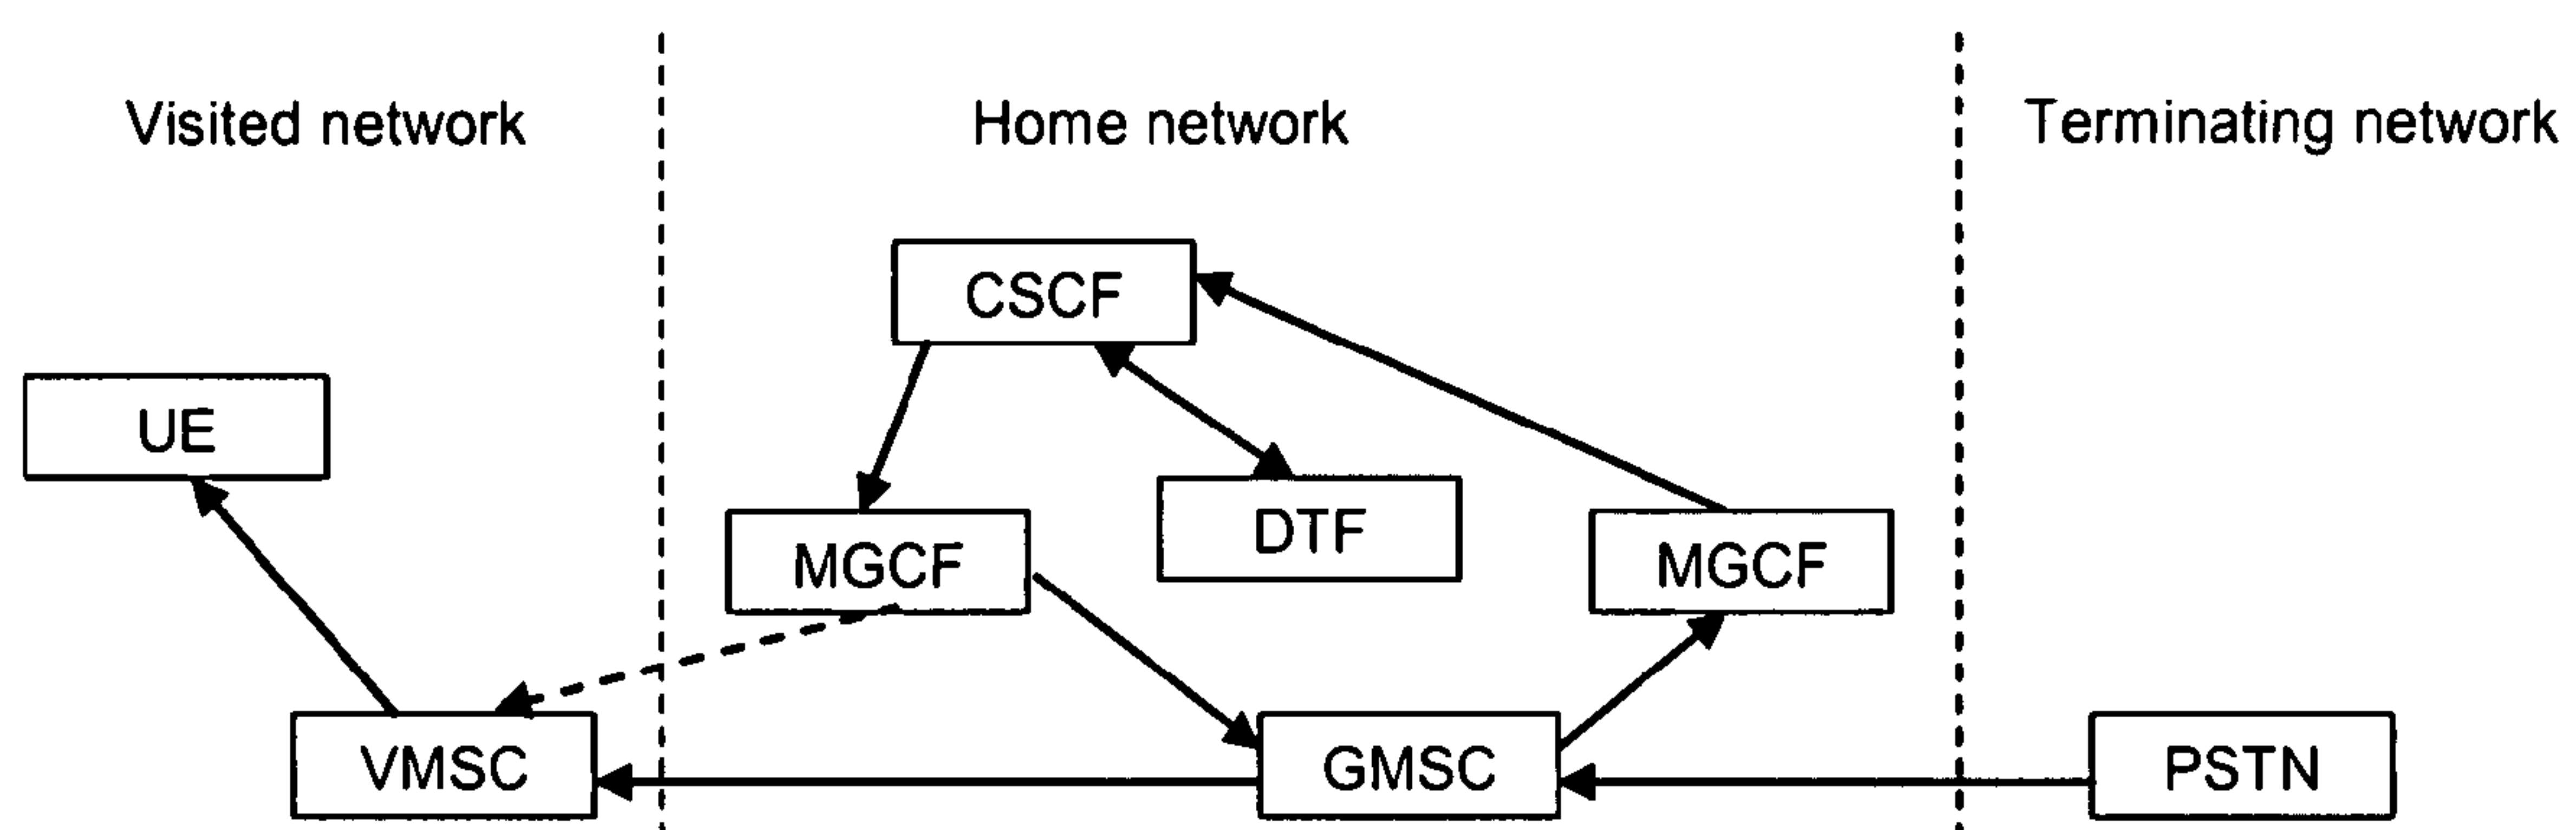 Visited network
Home network
Terminating network
CSCF
UE
MGCF
DTF
MGCF
VMSC
GMSC
PSTN